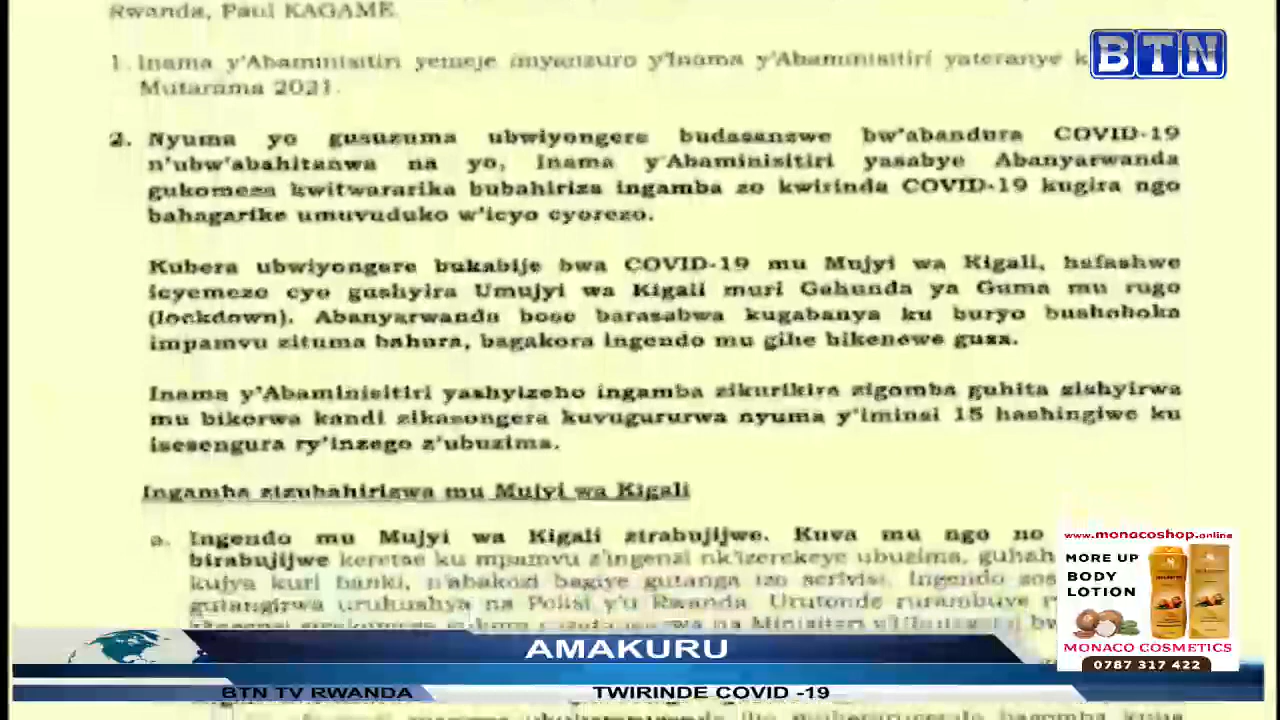 Rwanda, Paul KAGAME.
1. Inama y'Abaminisitiri yemeje imyanzuro y'Inama y'Abaminisitiri yateranye k
Mutarama 2021.
BTN
2. Nyuma yo gusuzuma ubwiyongere budasanzwe bw'abandura COVID-19
n'ubw'abahitanwa na yo, Inama y'Abaminisitiri yasabye Abanyarwanda
gukomeza kwitwararika bubahiriza ingamba zo kwirinda COVID-19 kugira ngo
bahagarike umuvuduko w'icyo cyorezo.
Kubera ubwiyongere bukabije bwa COVID-19 mu Mujyi wa Kigali, hafashwe
icyemezo cyo gushyira Umujyi wa Kigali muri Gahunda ya Guma mu rugo
(lockdown). Abanyarwanda bose barasabwa kugabanya ku buryo bushoboka
impamvu zituma bahura, bagakora ingendo mu gihe bikenewe gusa.
Inama y'Abaminisitiri yashyizeho ingamba zikurikira zigomba guhita zishyirwa
mu bikorwa kandi zikasongera kuvugururwa nyuma y'iminsi 15 hashingiwe ku
isesengura ry'inzego z'ubuzima.
Ingamba zizubahirizwa mu Mujyi wa Kigali
a. Ingendo mu Mujyi wa Kigali zirabujijwe. Kuva mu ngo no
birabujijwe keretse ku mpamvu z'ingenzi nk'izerekeye ubuzima, guhah
kujya kuri banki, n'abakozi bagiye gutanga izo serivisi. Ingendo zos
gutangirwa uruhushya na Polisi y'u Rwanda. Urutonde rurambuye
www.monacoshop.online
MORE UP
BODY
LOTION
MONACO COSMETICS
0787 317 422
AMAKURU
BTN TV RWANDA TWIRINDE COVID -19